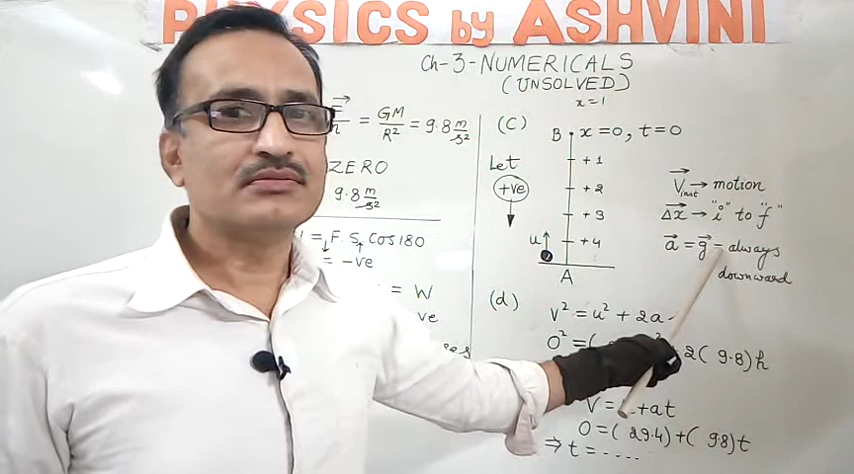 PHYSICS by ASHVINI
Ch-3-NUMERICALS
(UNSOLVED)
x=1
= GM/R² = 9.8 m/s²
ZERO
9.8 m/s²
= F. S. Cos180
= -ve
= W
ve
(C)
Let
+ve
B x=0, t=0
+1
+2
+3
u +4
A
V⃗inst → motion
Δx⃗ → "i" to "f"
a⃗ = g⃗ = always
downward
(d)
V² = u² + 2a
0² = ( 2 2( 9.8)h
V = +at
0 = ( 29.4) + ( 9.8)t
⇒ t = - - - - .